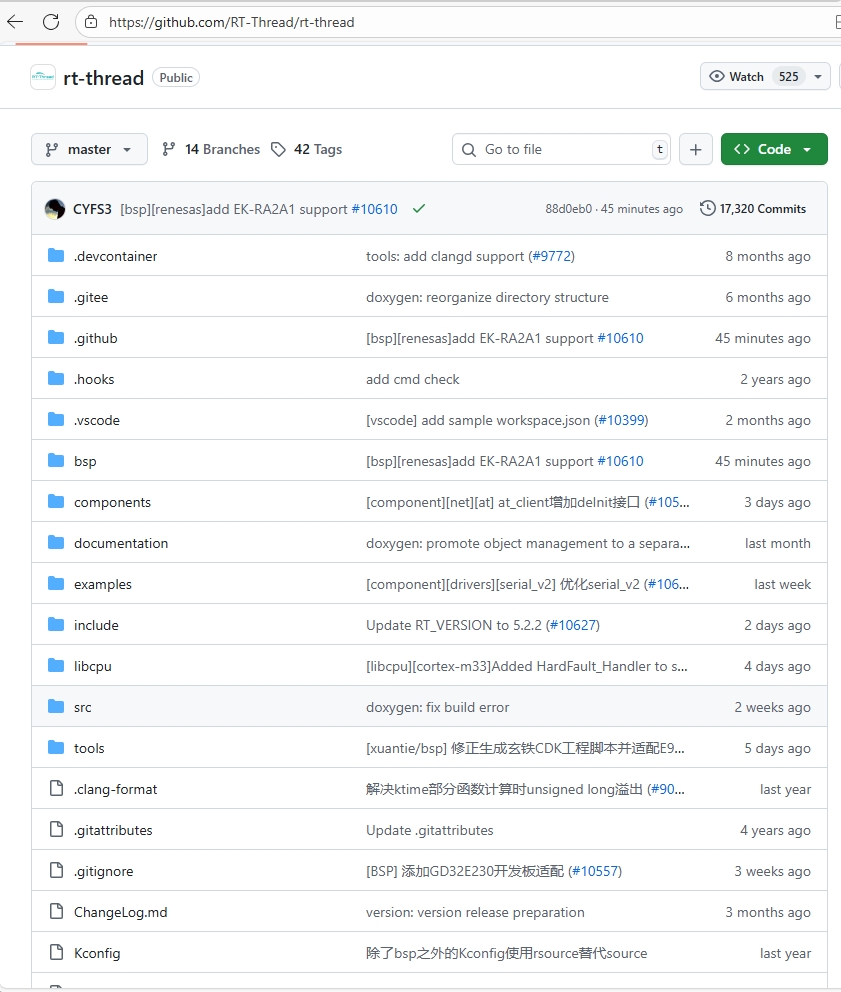 https://github.com/RT-Thread/rt-thread
rt-thread Public Watch 525
master 14 Branches 42 Tags Go to file t Code
CYFS3 [bsp][renesas]add EK-RA2A1 support #10610 88d0eb0 · 45 minutes ago 17,320 Commits
.devcontainer tools: add clangd support (#9772) 8 months ago
.gitee doxygen: reorganize directory structure 6 months ago
.github [bsp][renesas]add EK-RA2A1 support #10610 45 minutes ago
.hooks add cmd check 2 years ago
.vscode [vscode] add sample workspace.json (#10399) 2 months ago
bsp [bsp][renesas]add EK-RA2A1 support #10610 45 minutes ago
components [component][net][at] at_client增加deInit接口 (#105... 3 days ago
documentation doxygen: promote object management to a separa... last month
examples [component][drivers][serial_v2] 优化serial_v2 (#106... last week
include Update RT_VERSION to 5.2.2 (#10627) 2 days ago
libcpu [libcpu][cortex-m33]Added HardFault_Handler to s... 4 days ago
src doxygen: fix build error 2 weeks ago
tools [xuantie/bsp] 修正生成玄铁CDK工程脚本并适配E9... 5 days ago
.clang-format 解决ktime部分函数计算时unsigned long溢出 (#90... last year
.gitattributes Update .gitattributes 4 years ago
.gitignore [BSP] 添加GD32E230开发板适配 (#10557) 3 weeks ago
ChangeLog.md version: version release preparation 3 months ago
Kconfig 除了bsp之外的Kconfig使用rsource替代source last year